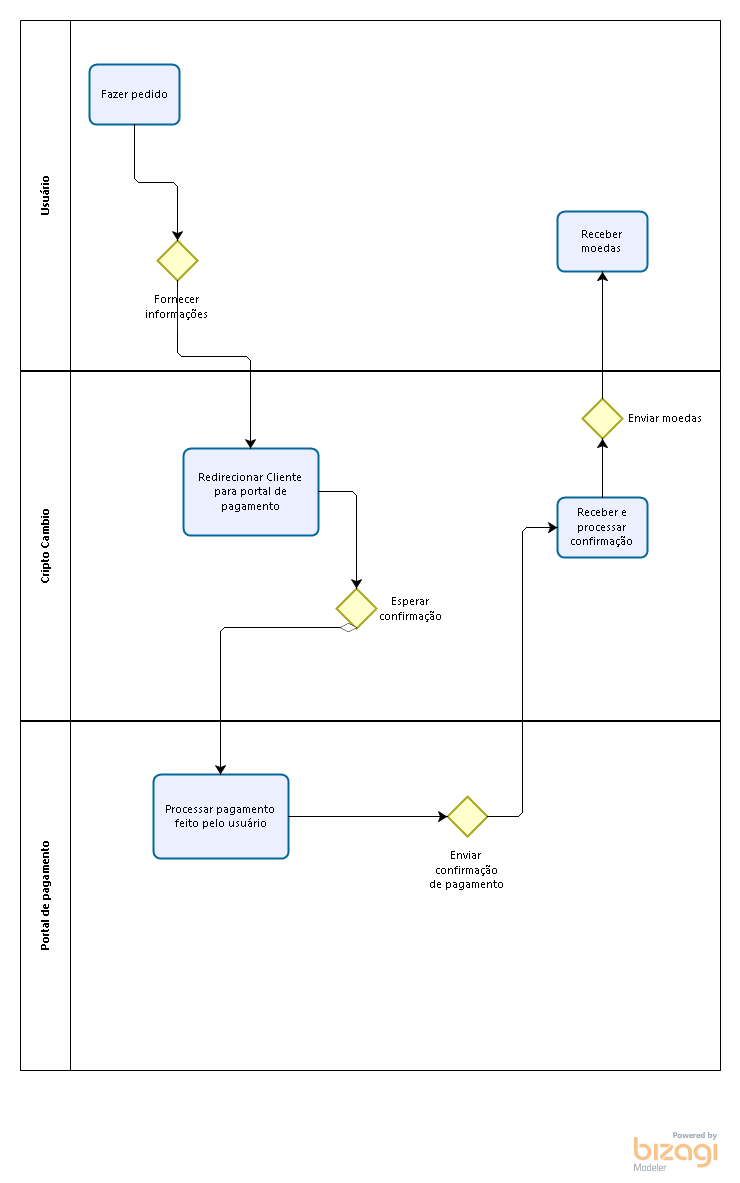 Usuário
Fazer pedido
Fornecer
informações
Receber
moedas
Cripto Cambio
Redirecionar Cliente
para portal de
pagamento
Esperar
confirmação
Enviar moedas
Receber e
processar
confirmação
Portal de pagamento
Processar pagamento
feito pelo usuário
Enviar
confirmação
de pagamento
Powered by
bizagi
Modeler